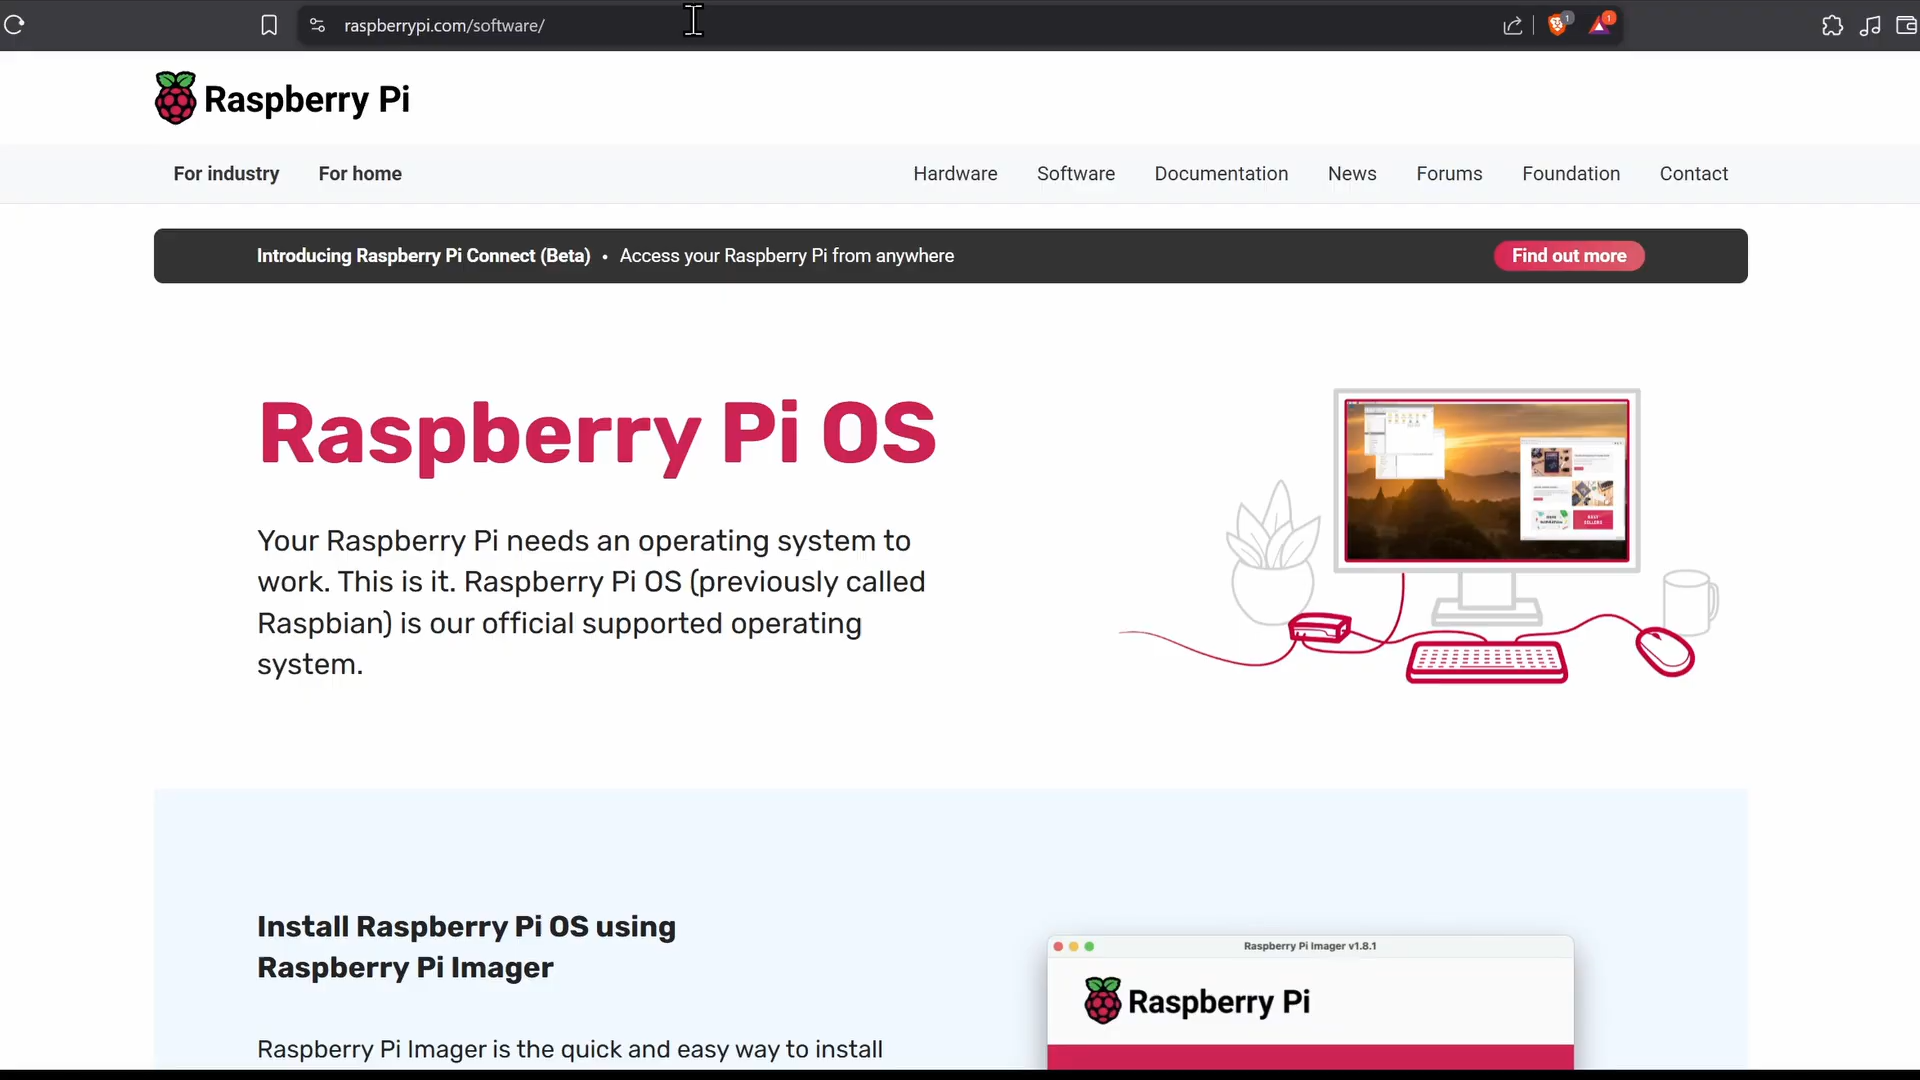 raspberrypi.com/software/
1
1
Raspberry Pi
For industry
For home
Hardware
Software
Documentation
News
Forums
Foundation
Contact
Introducing Raspberry Pi Connect (Beta) • Access your Raspberry Pi from anywhere
Find out more
Raspberry Pi OS
Your Raspberry Pi needs an operating system to
work. This is it. Raspberry Pi OS (previously called
Raspbian) is our official supported operating
system.
Install Raspberry Pi OS using
Raspberry Pi Imager
Raspberry Pi Imager is the quick and easy way to install
Raspberry Pi Imager v1.8.1
Raspberry Pi